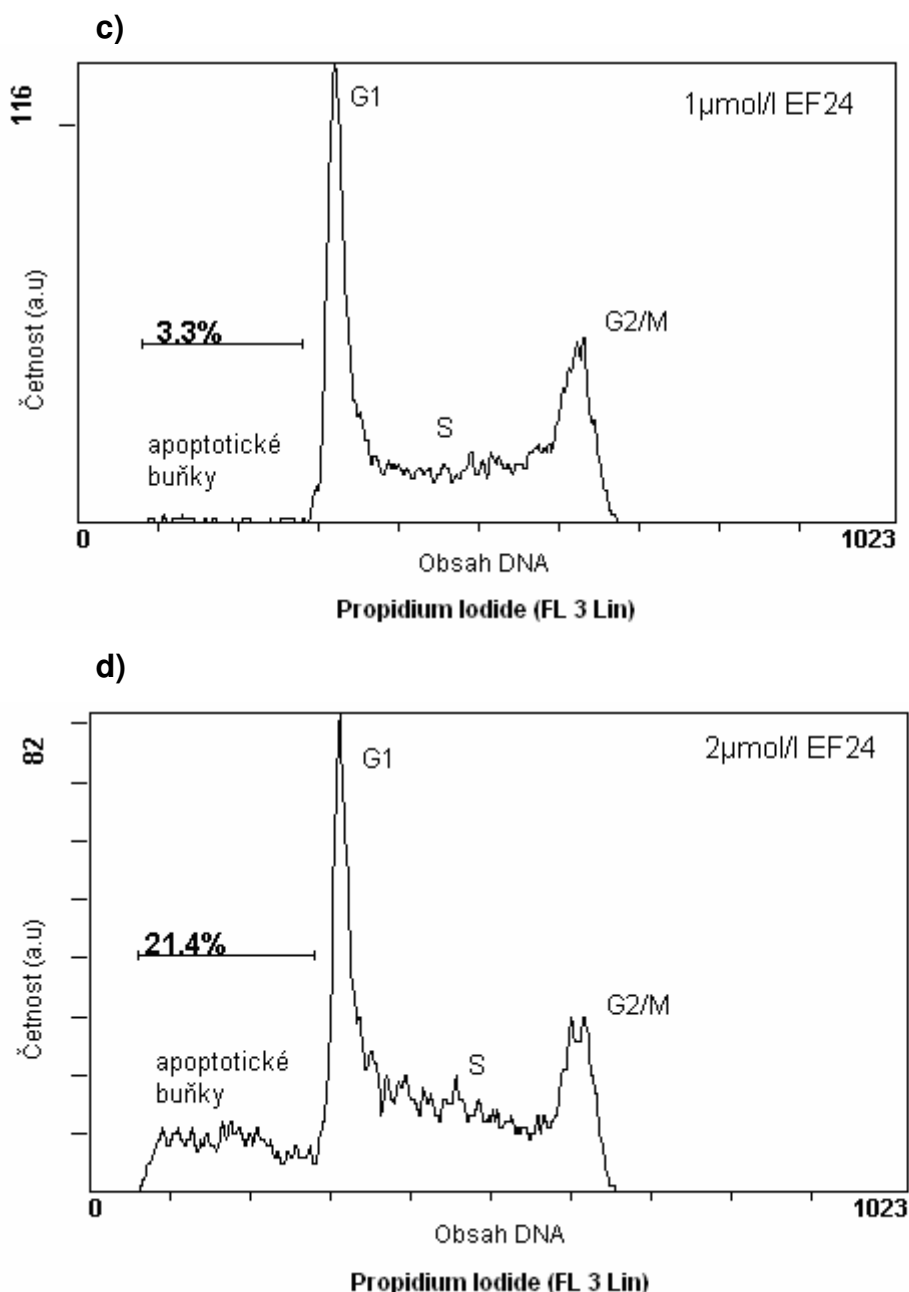 c)
116
G1
1µmol/l EF24
3.3%
G2/M
S
Četnost (a.u)
apoptotické
buňky
0
1023
Obsah DNA
Propidium Iodide (FL 3 Lin)
d)
82
G1
2µmol/l EF24
21.4%
G2/M
S
Četnost (a.u)
apoptotické
buňky
0
1023
Obsah DNA
Propidium Iodide (FL 3 Lin)